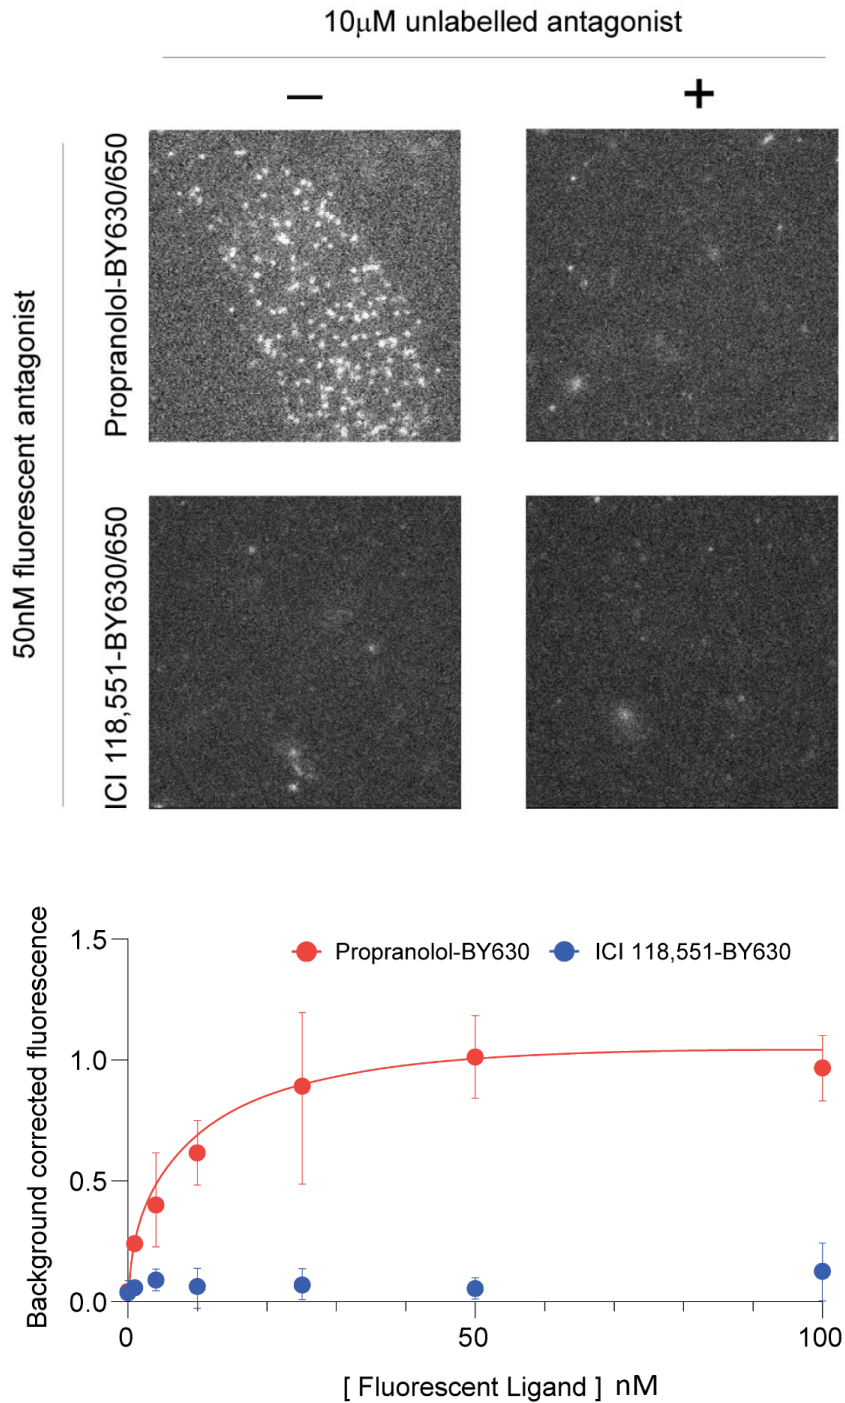 10μM unlabelled antagonist
− +
50nM fluorescent antagonist
Propranolol-BY630/650
ICI 118,551-BY630/650
Background corrected fluorescence
1.5
1.0
0.5
0.0
Propranolol-BY630 ICI 118,551-BY630
0 50 100
[ Fluorescent Ligand ] nM